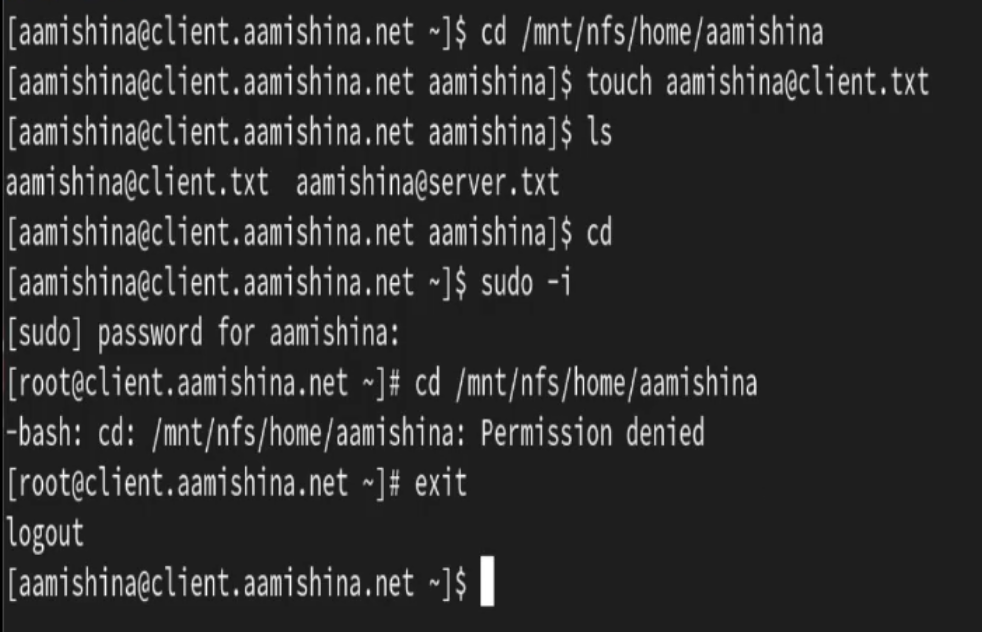 [aamishina@client.aamishina.net ~]$ cd /mnt/nfs/home/aamishina
[aamishina@client.aamishina.net aamishina]$ touch aamishina@client.txt
[aamishina@client.aamishina.net aamishina]$ ls
aamishina@client.txt  aamishina@server.txt
[aamishina@client.aamishina.net aamishina]$ cd
[aamishina@client.aamishina.net ~]$ sudo -i
[sudo] password for aamishina:
[root@client.aamishina.net ~]# cd /mnt/nfs/home/aamishina
-bash: cd: /mnt/nfs/home/aamishina: Permission denied
[root@client.aamishina.net ~]# exit
logout
[aamishina@client.aamishina.net ~]$